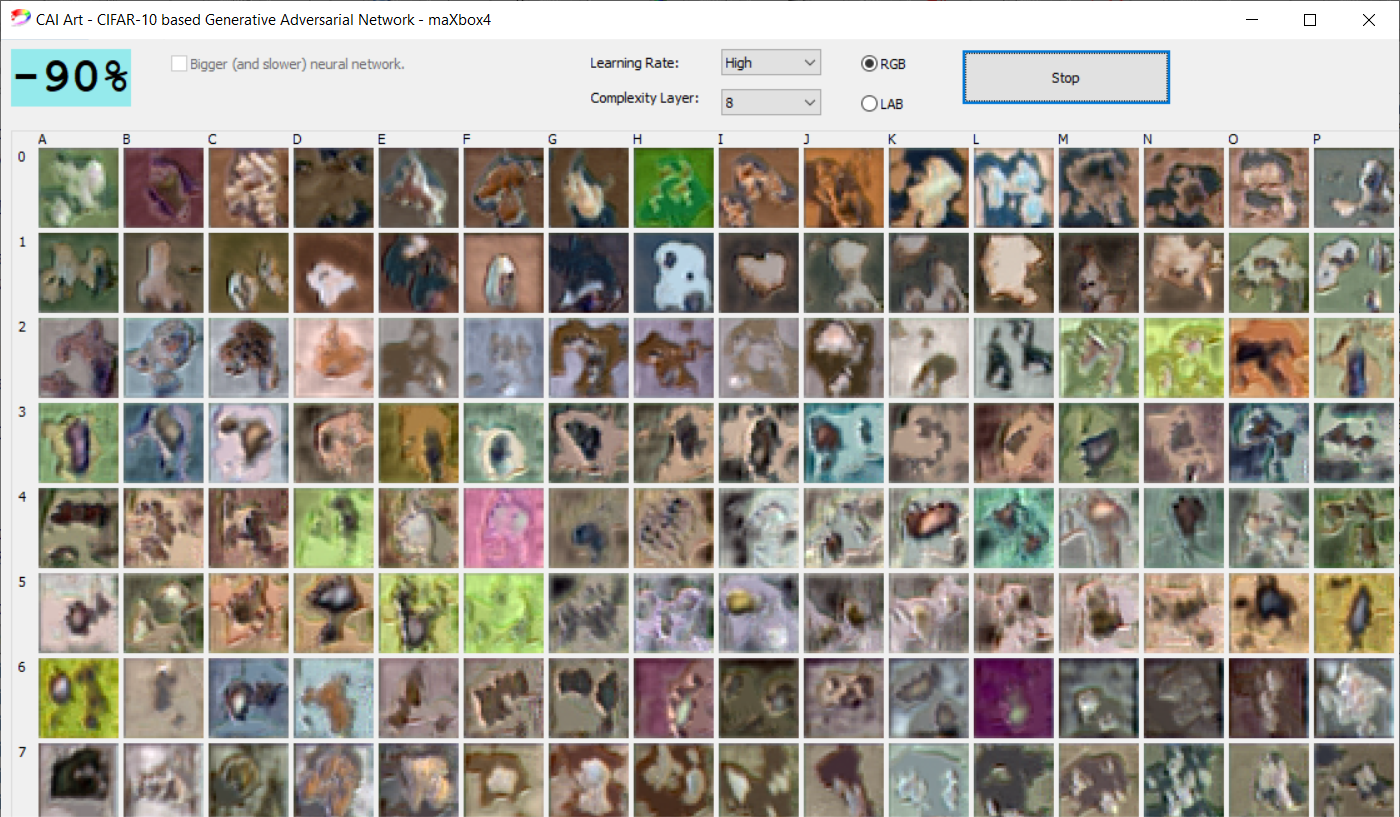 CAI Art - CIFAR-10 based Generative Adversarial Network - maXbox4
-90%
Bigger (and slower) neural network.
Learning Rate:
High
RGB
Stop
Complexity Layer:
8
LAB
A B C D E F G H I J K L M N O P
0
1
2
3
4
5
6
7